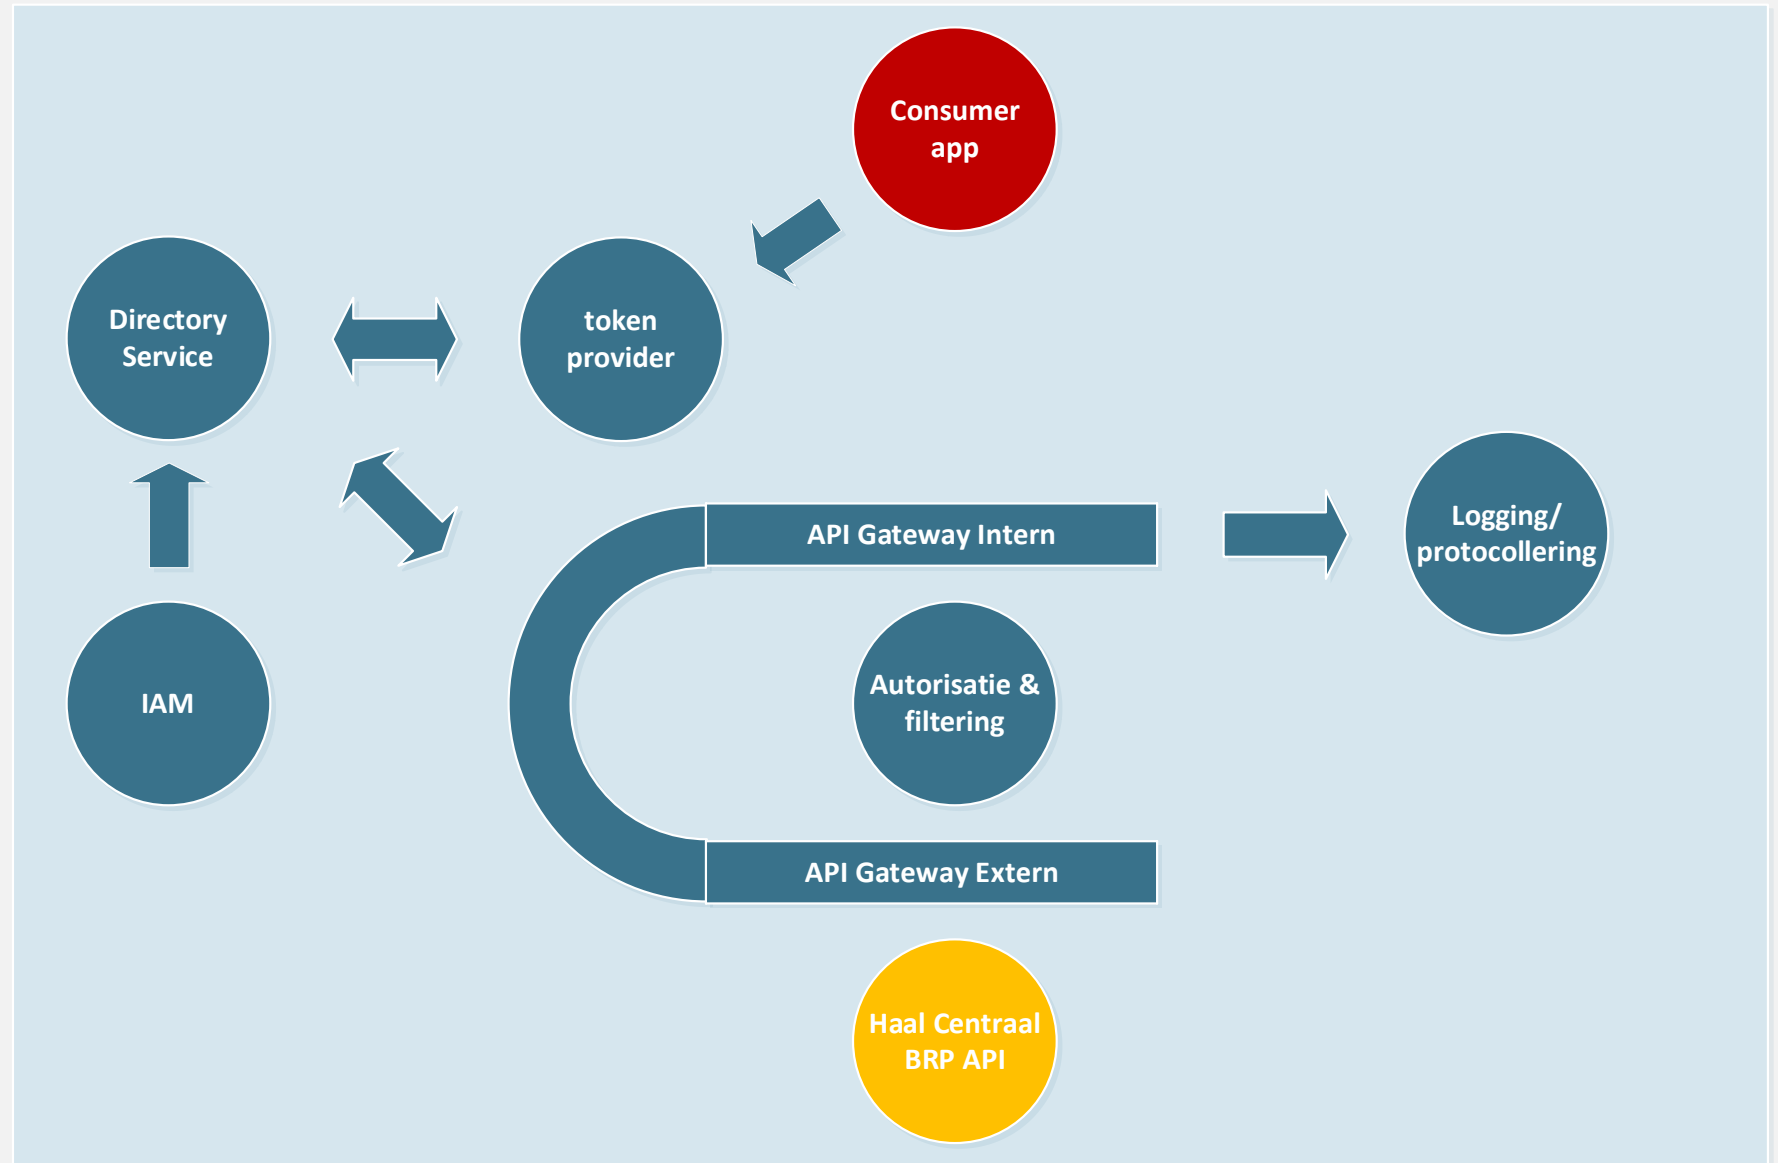 Consumer
app
Directory
Service
token
provider
API Gateway Intern
Logging/
protocollering
IAM
Autorisatie &
filtering
API Gateway Extern
Haal Centraal
BRP API